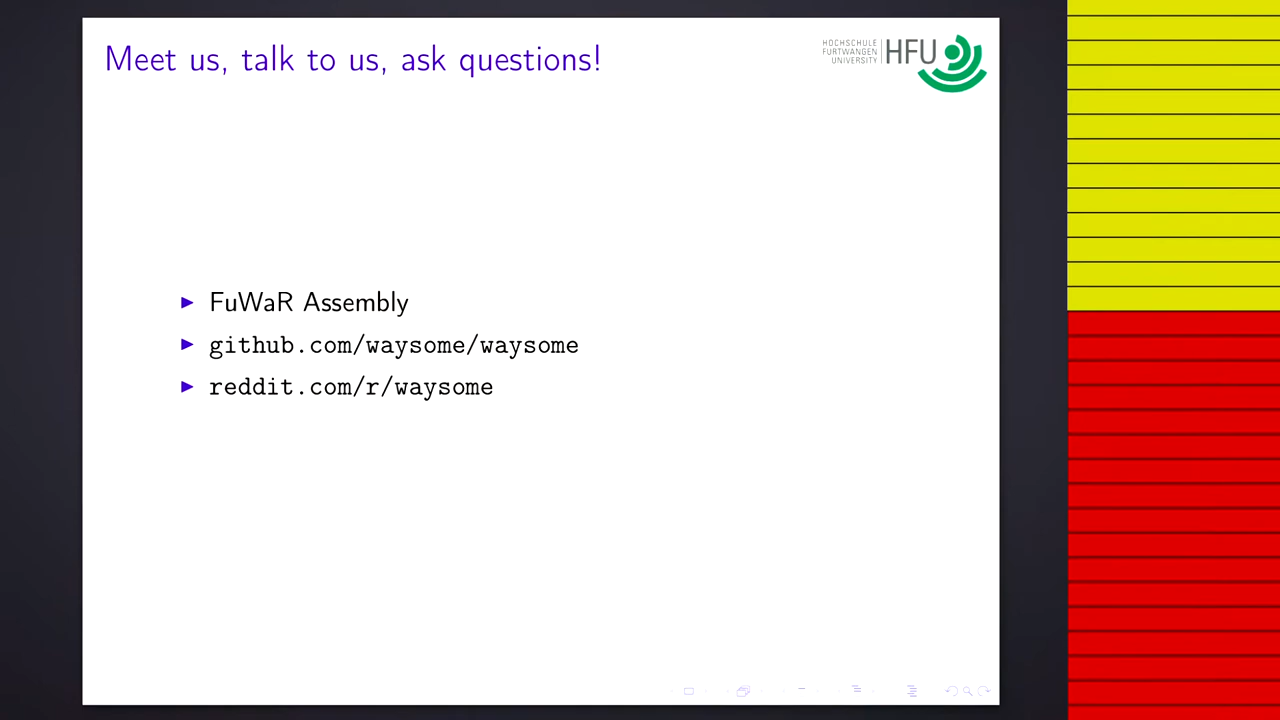 Meet us, talk to us, ask questions!
HOCHSCHULE
FURTWANGEN
UNIVERSITY
HFU
FuWaR Assembly
github.com/waysome/waysome
reddit.com/r/waysome